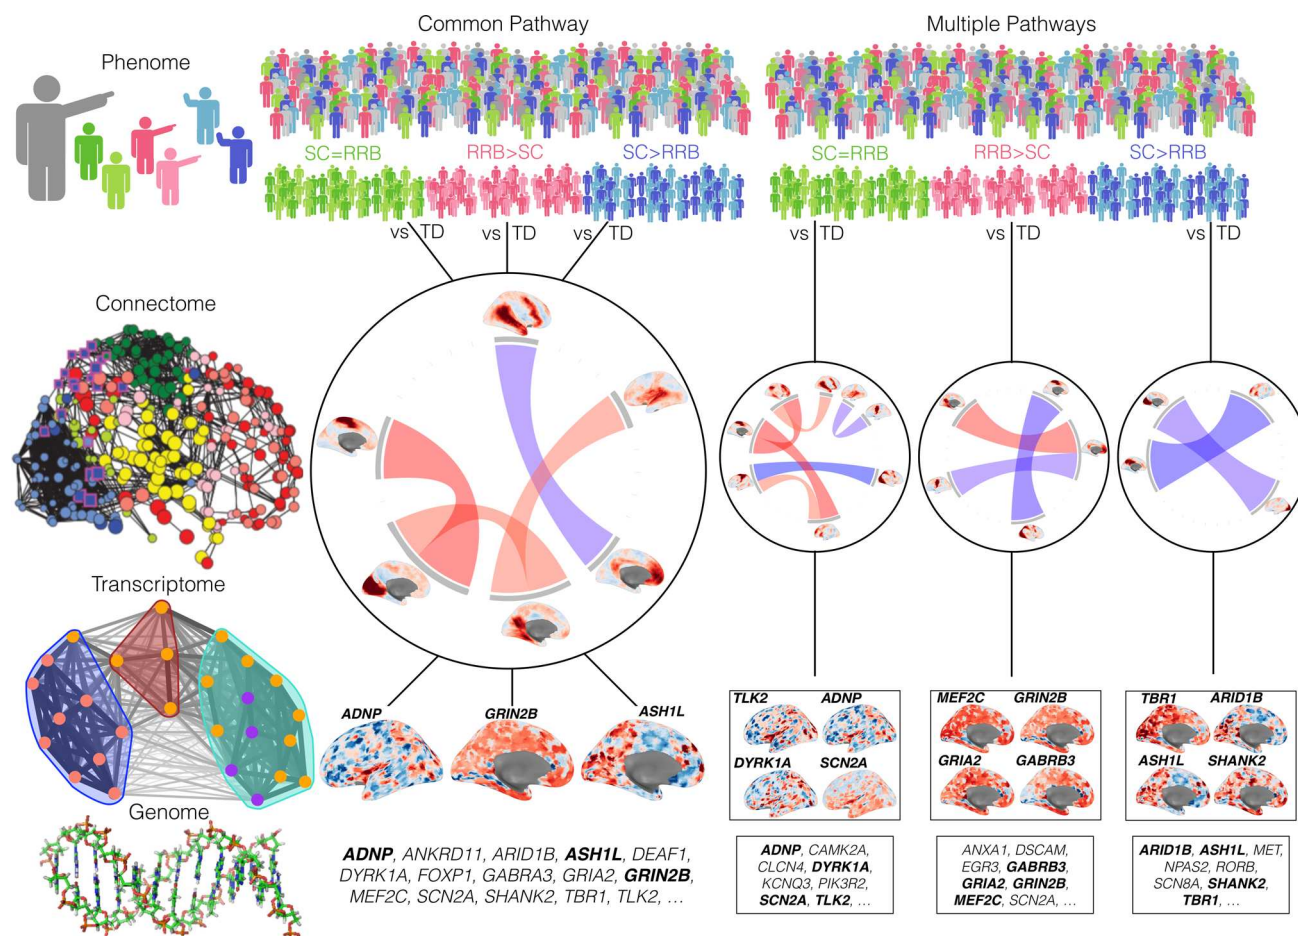 Common Pathway
Multiple Pathways
Phenome
SC=RRB
RRB>SC
SC>RRB
SC=RRB
RRB>SC
SC>RRB
vs TD
vs TD
vs TD
vs TD
vs TD
vs TD
Connectome
Transcriptome
Genome
ADNP
GRIN2B
ASH1L
ADNP, ANKRD11, ARID1B, ASH1L, DEAF1,
DYRK1A, FOXP1, GABRA3, GRIA2, GRIN2B,
MEF2C, SCN2A, SHANK2, TBR1, TLK2, ...
TLK2
ADNP
DYRK1A
SCN2A
ADNP, CAMK2A,
CLCN4, DYRK1A,
KCNQ3, PIK3R2,
SCN2A, TLK2, ...
MEF2C
GRIN2B
GRIA2
GABRB3
ANXA1, DSCAM,
EGR3, GABRB3,
GRIA2, GRIN2B,
MEF2C, SCN2A, ...
TBR1
ARID1B
ASH1L
SHANK2
ARID1B, ASH1L, MET,
NPAS2, RORB,
SCN8A, SHANK2,
TBR1, ...